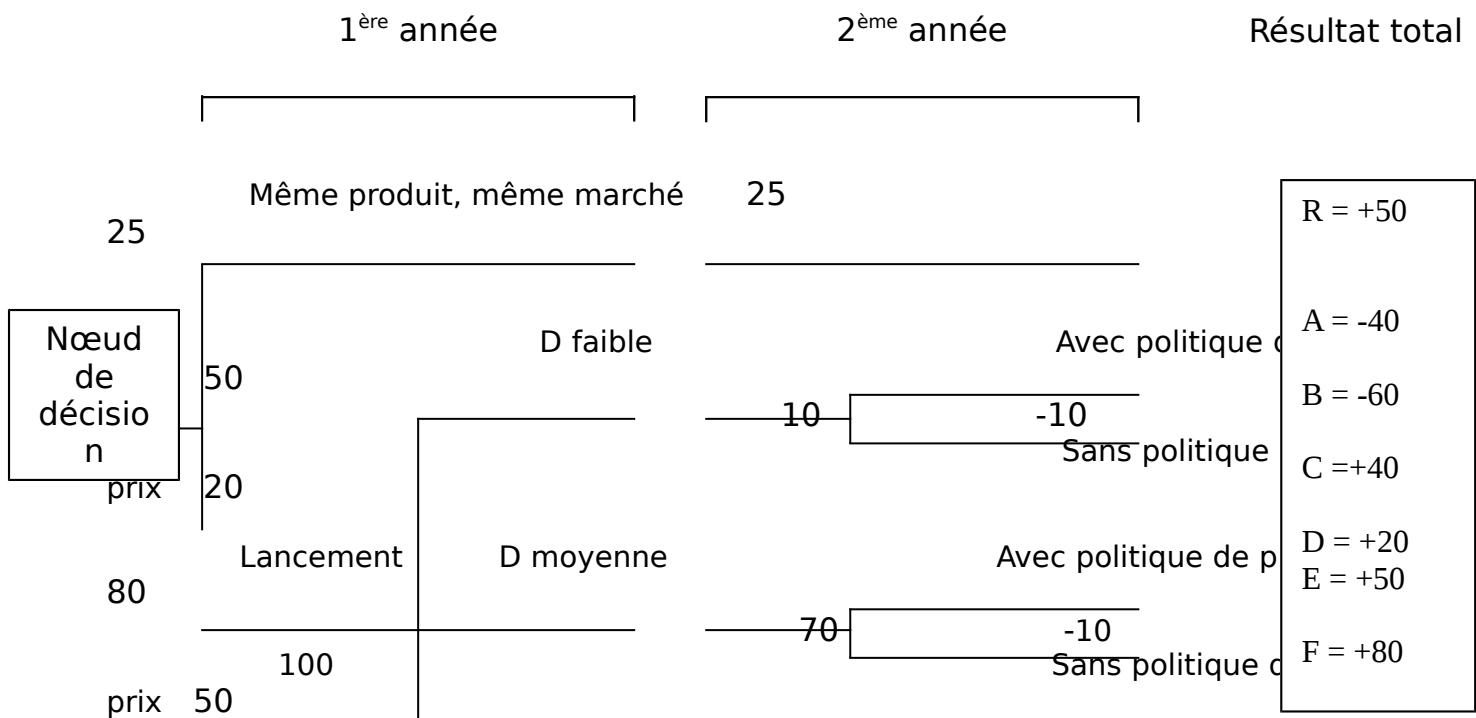 1ère année 2ème année Résultat total
Même produit, même marché 25
25
R = +50
Nœud
de
décisio
n
D faible Avec politique
A = -40
50
10 -10
B = -60
Sans politique
C =+40
prix 20
D = +20
Lancement D moyenne Avec politique de p
E = +50
80
70 -10
F = +80
100 Sans politique
prix 50